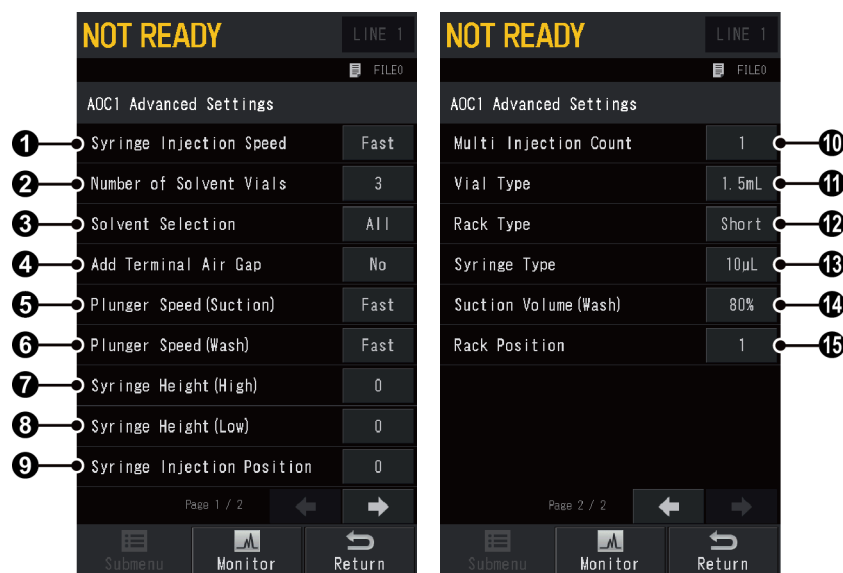 NOT READY LINE 1
FILE0
AOC1 Advanced Settings
1 Syringe Injection Speed Fast
2 Number of Solvent Vials 3
3 Solvent Selection All
4 Add Terminal Air Gap No
5 Plunger Speed(Suction) Fast
6 Plunger Speed(Wash) Fast
7 Syringe Height(High) 0
8 Syringe Height(Low) 0
9 Syringe Injection Position 0
Page 1 / 2
Submenu Monitor Return
NOT READY LINE 1
FILE0
AOC1 Advanced Settings
Multi Injection Count 1 10
Vial Type 1.5mL 11
Rack Type Short 12
Syringe Type 10µL 13
Suction Volume(Wash) 80% 14
Rack Position 1 15
Page 2 / 2
Submenu Monitor Return